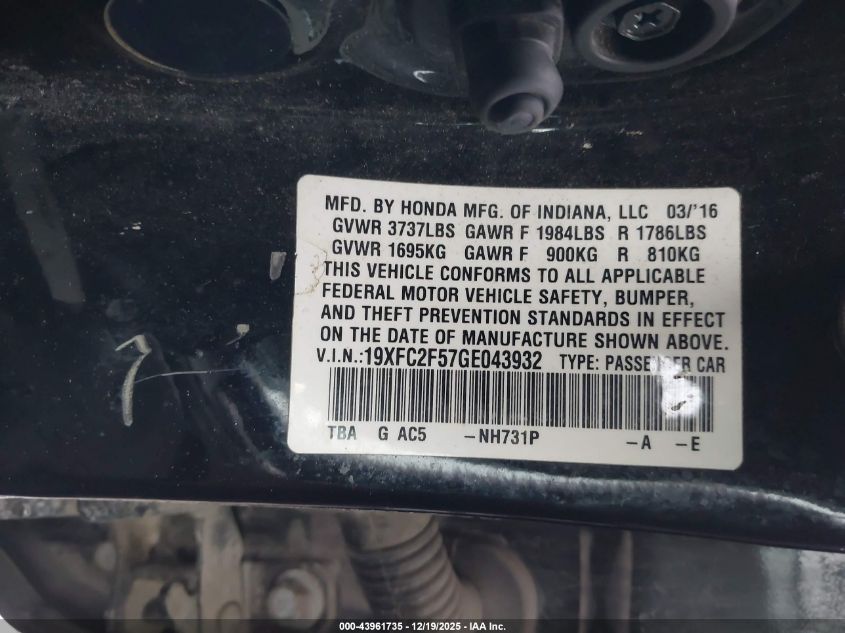 MFD. BY HONDA MFG. OF INDIANA, LLC 03/'16
GVWR 3737LBS GAWR F 1984LBS R 1786LBS
GVWR 1695KG GAWR F 900KG R 810KG
THIS VEHICLE CONFORMS TO ALL APPLICABLE
FEDERAL MOTOR VEHICLE SAFETY, BUMPER,
AND THEFT PREVENTION STANDARDS IN EFFECT
ON THE DATE OF MANUFACTURE SHOWN ABOVE.
V.I.N.:19XFC2F57GE043932 TYPE: PASSENGER CAR
TBA G AC5 -NH731P -A -E
000-43961735 - 12/19/2025 - IAA Inc.